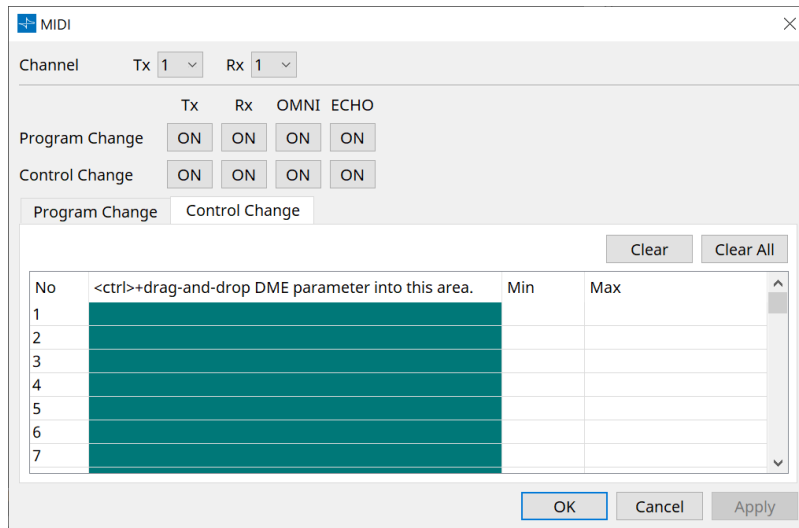 MIDI
Channel Tx 1 Rx 1
Tx Rx OMNI ECHO
Program Change ON ON ON ON
Control Change ON ON ON ON
Program Change Control Change
Clear Clear All
No <ctrl>+drag-and-drop DME parameter into this area. Min Max
1
2
3
4
5
6
7
OK Cancel Apply